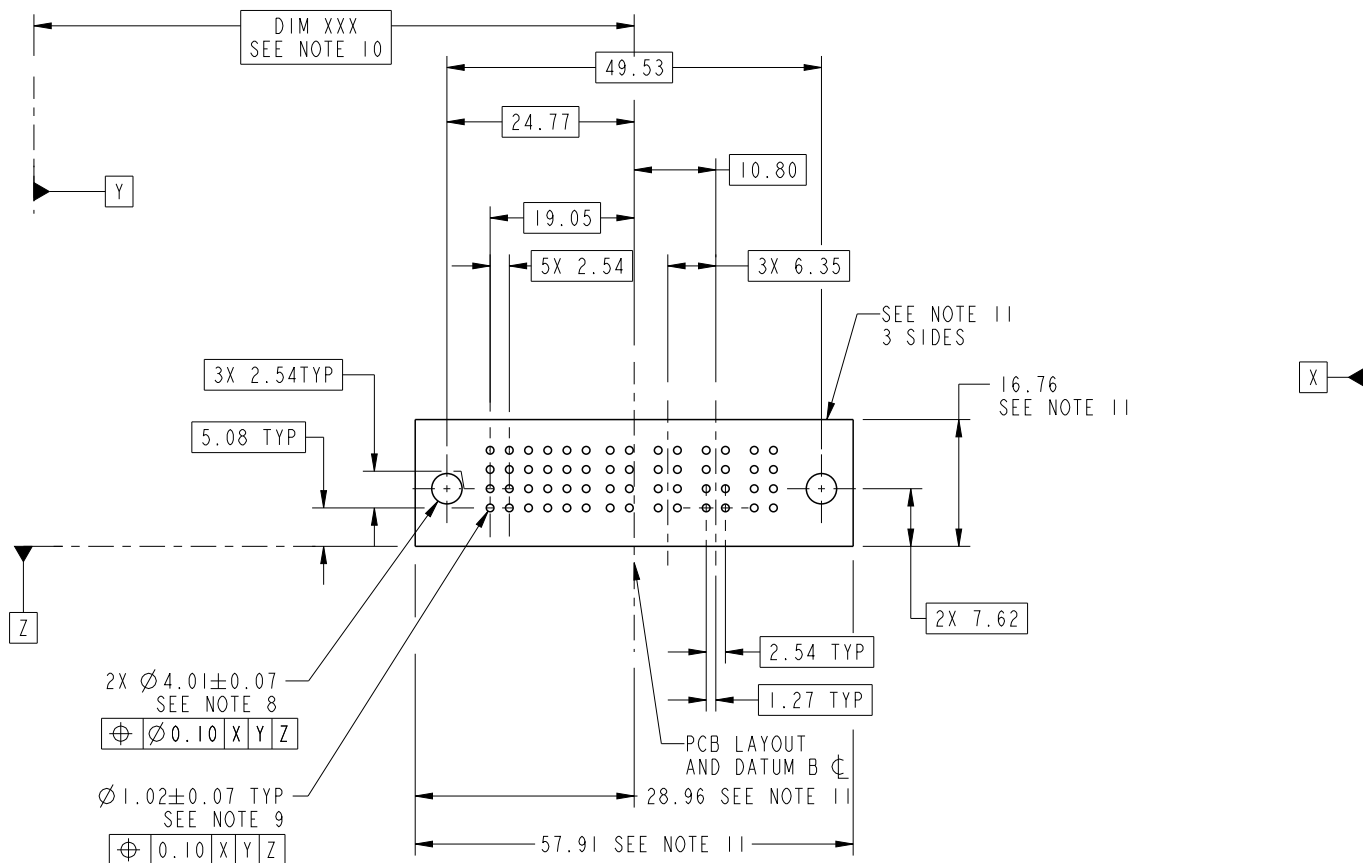 DIM XXX
SEE NOTE 10
49.53
24.77
10.80
Y
19.05
5X 2.54
3X 6.35
SEE NOTE 11
3 SIDES
3X 2.54TYP
X
16.76
SEE NOTE 11
5.08 TYP
Z
2X 7.62
2.54 TYP
2X Ø4.01±0.07
SEE NOTE 8
⌖ Ø0.10 X Y Z
1.27 TYP
PCB LAYOUT
AND DATUM B ℄
Ø1.02±0.07 TYP
SEE NOTE 9
⌖ 0.10 X Y Z
28.96 SEE NOTE 11
57.91 SEE NOTE 11